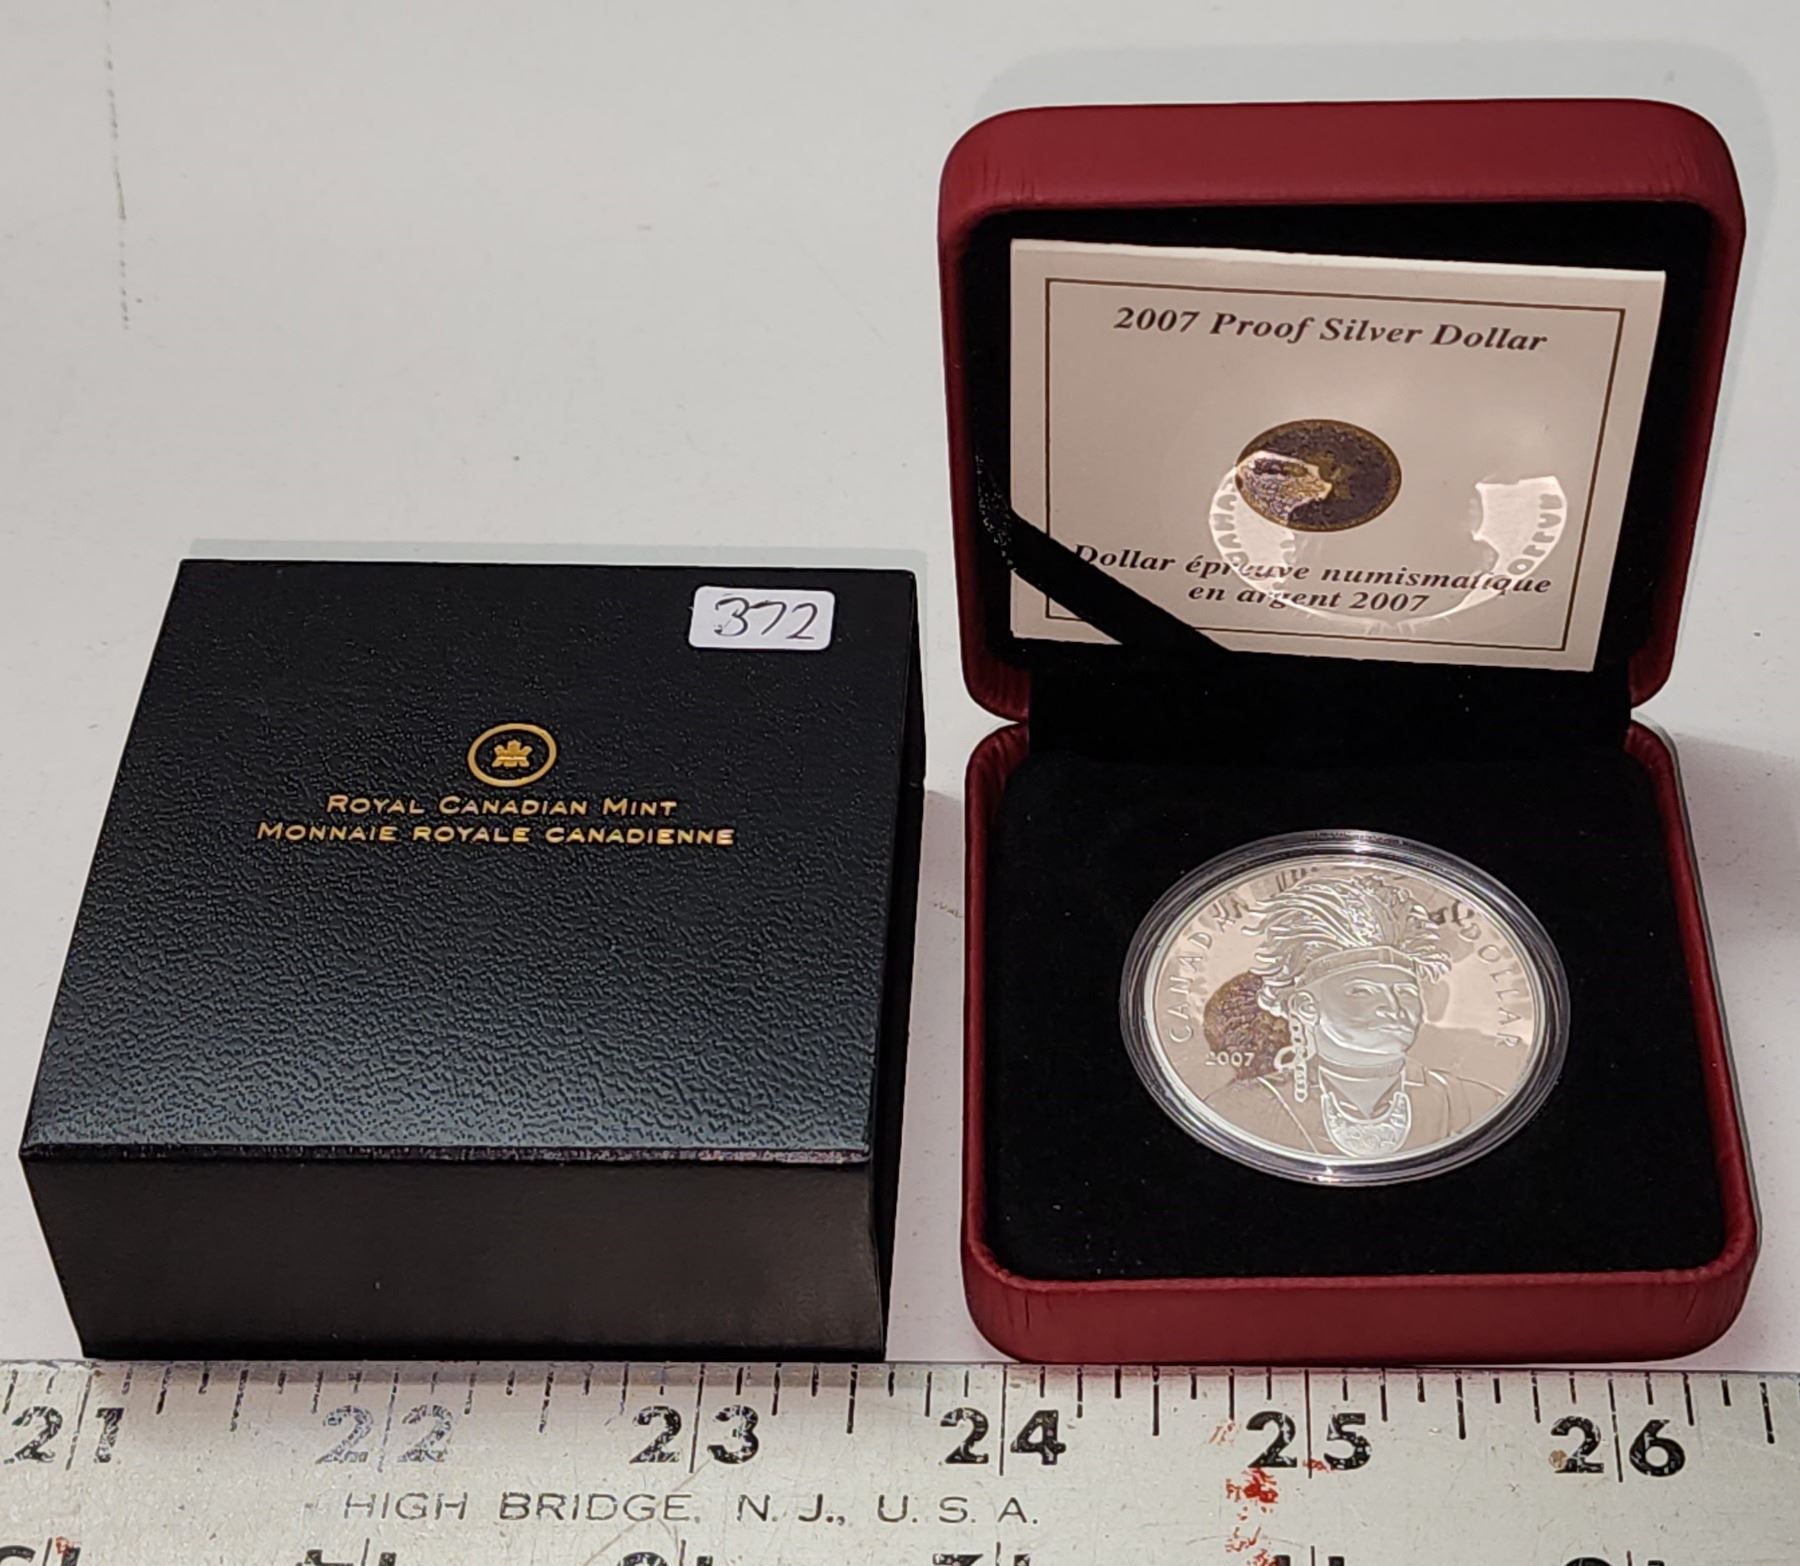 372
ROYAL CANADIAN MINT
MONNAIE ROYALE CANADIENNE
2007 Proof Silver Dollar
Dollar épreuve numismatique
en argent 2007
CANADA
DOLLAR
2007
21 22 23 24 25 26
HIGH BRIDGE, N. J., U. S. A.